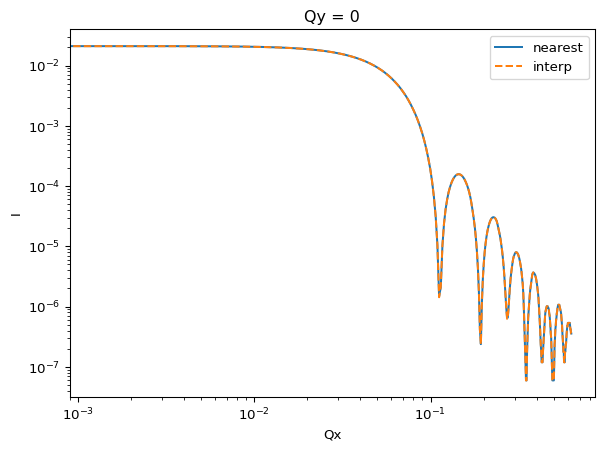 Qy = 0
nearest
interp
10⁻²
10⁻³
10⁻⁴
10⁻⁵
10⁻⁶
10⁻⁷
I
10⁻³ 10⁻² 10⁻¹
Qx